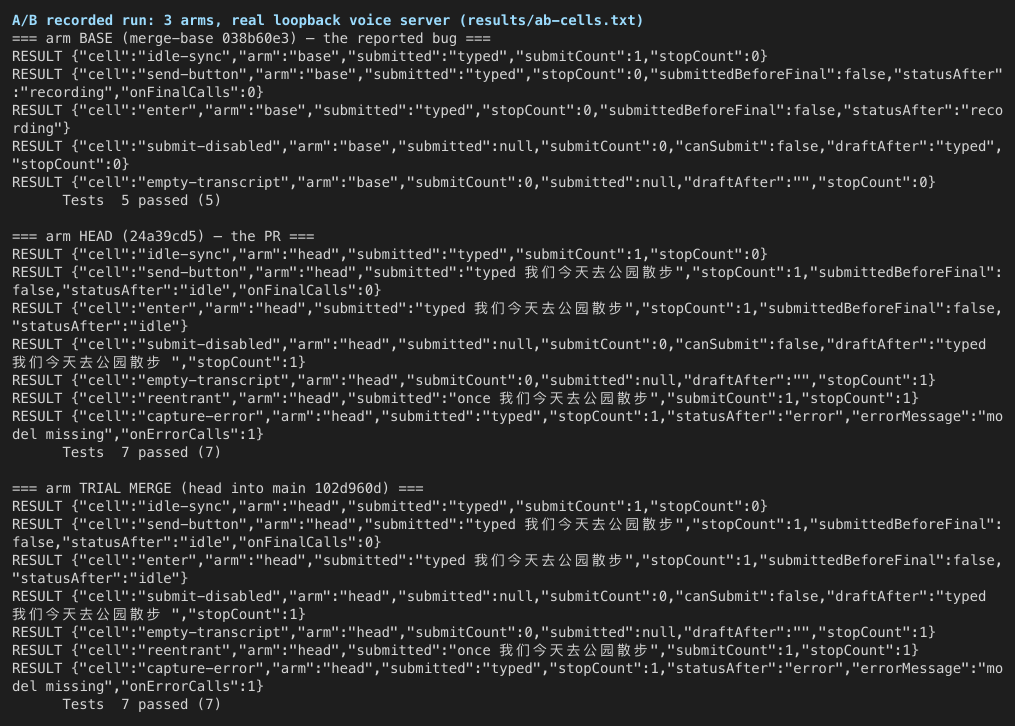 A/B recorded run: 3 arms, real loopback voice server (results/ab-cells.txt)
=== arm BASE (merge-base 038b60e3) — the reported bug ===
RESULT {"cell":"idle-sync","arm":"base","submitted":"typed","submitCount":1,"stopCount":0}
RESULT {"cell":"send-button","arm":"base","submitted":"typed","stopCount":0,"submittedBeforeFinal":false,"statusAfter"
:"recording","onFinalCalls":0}
RESULT {"cell":"enter","arm":"base","submitted":"typed","stopCount":0,"submittedBeforeFinal":false,"statusAfter":"reco
rding"}
RESULT {"cell":"submit-disabled","arm":"base","submitted":null,"submitCount":0,"canSubmit":false,"draftAfter":"typed",
"stopCount":0}
RESULT {"cell":"empty-transcript","arm":"base","submitCount":0,"submitted":null,"draftAfter":"","stopCount":0}
      Tests  5 passed (5)

=== arm HEAD (24a39cd5) — the PR ===
RESULT {"cell":"idle-sync","arm":"head","submitted":"typed","submitCount":1,"stopCount":0}
RESULT {"cell":"send-button","arm":"head","submitted":"typed 我们今天去公园散步","stopCount":1,"submittedBeforeFinal":
false,"statusAfter":"idle","onFinalCalls":0}
RESULT {"cell":"enter","arm":"head","submitted":"typed 我们今天去公园散步","stopCount":1,"submittedBeforeFinal":false,
"statusAfter":"idle"}
RESULT {"cell":"submit-disabled","arm":"head","submitted":null,"submitCount":0,"canSubmit":false,"draftAfter":"typed
我们今天去公园散步 ","stopCount":1}
RESULT {"cell":"empty-transcript","arm":"head","submitCount":0,"submitted":null,"draftAfter":"","stopCount":1}
RESULT {"cell":"reentrant","arm":"head","submitted":"once 我们今天去公园散步","submitCount":1,"stopCount":1}
RESULT {"cell":"capture-error","arm":"head","submitted":"typed","stopCount":1,"statusAfter":"error","errorMessage":"mo
del missing","onErrorCalls":1}
      Tests  7 passed (7)

=== arm TRIAL MERGE (head into main 102d960d) ===
RESULT {"cell":"idle-sync","arm":"head","submitted":"typed","submitCount":1,"stopCount":0}
RESULT {"cell":"send-button","arm":"head","submitted":"typed 我们今天去公园散步","stopCount":1,"submittedBeforeFinal":
false,"statusAfter":"idle","onFinalCalls":0}
RESULT {"cell":"enter","arm":"head","submitted":"typed 我们今天去公园散步","stopCount":1,"submittedBeforeFinal":false,
"statusAfter":"idle"}
RESULT {"cell":"submit-disabled","arm":"head","submitted":null,"submitCount":0,"canSubmit":false,"draftAfter":"typed
我们今天去公园散步 ","stopCount":1}
RESULT {"cell":"empty-transcript","arm":"head","submitCount":0,"submitted":null,"draftAfter":"","stopCount":1}
RESULT {"cell":"reentrant","arm":"head","submitted":"once 我们今天去公园散步","submitCount":1,"stopCount":1}
RESULT {"cell":"capture-error","arm":"head","submitted":"typed","stopCount":1,"statusAfter":"error","errorMessage":"mo
del missing","onErrorCalls":1}
      Tests  7 passed (7)